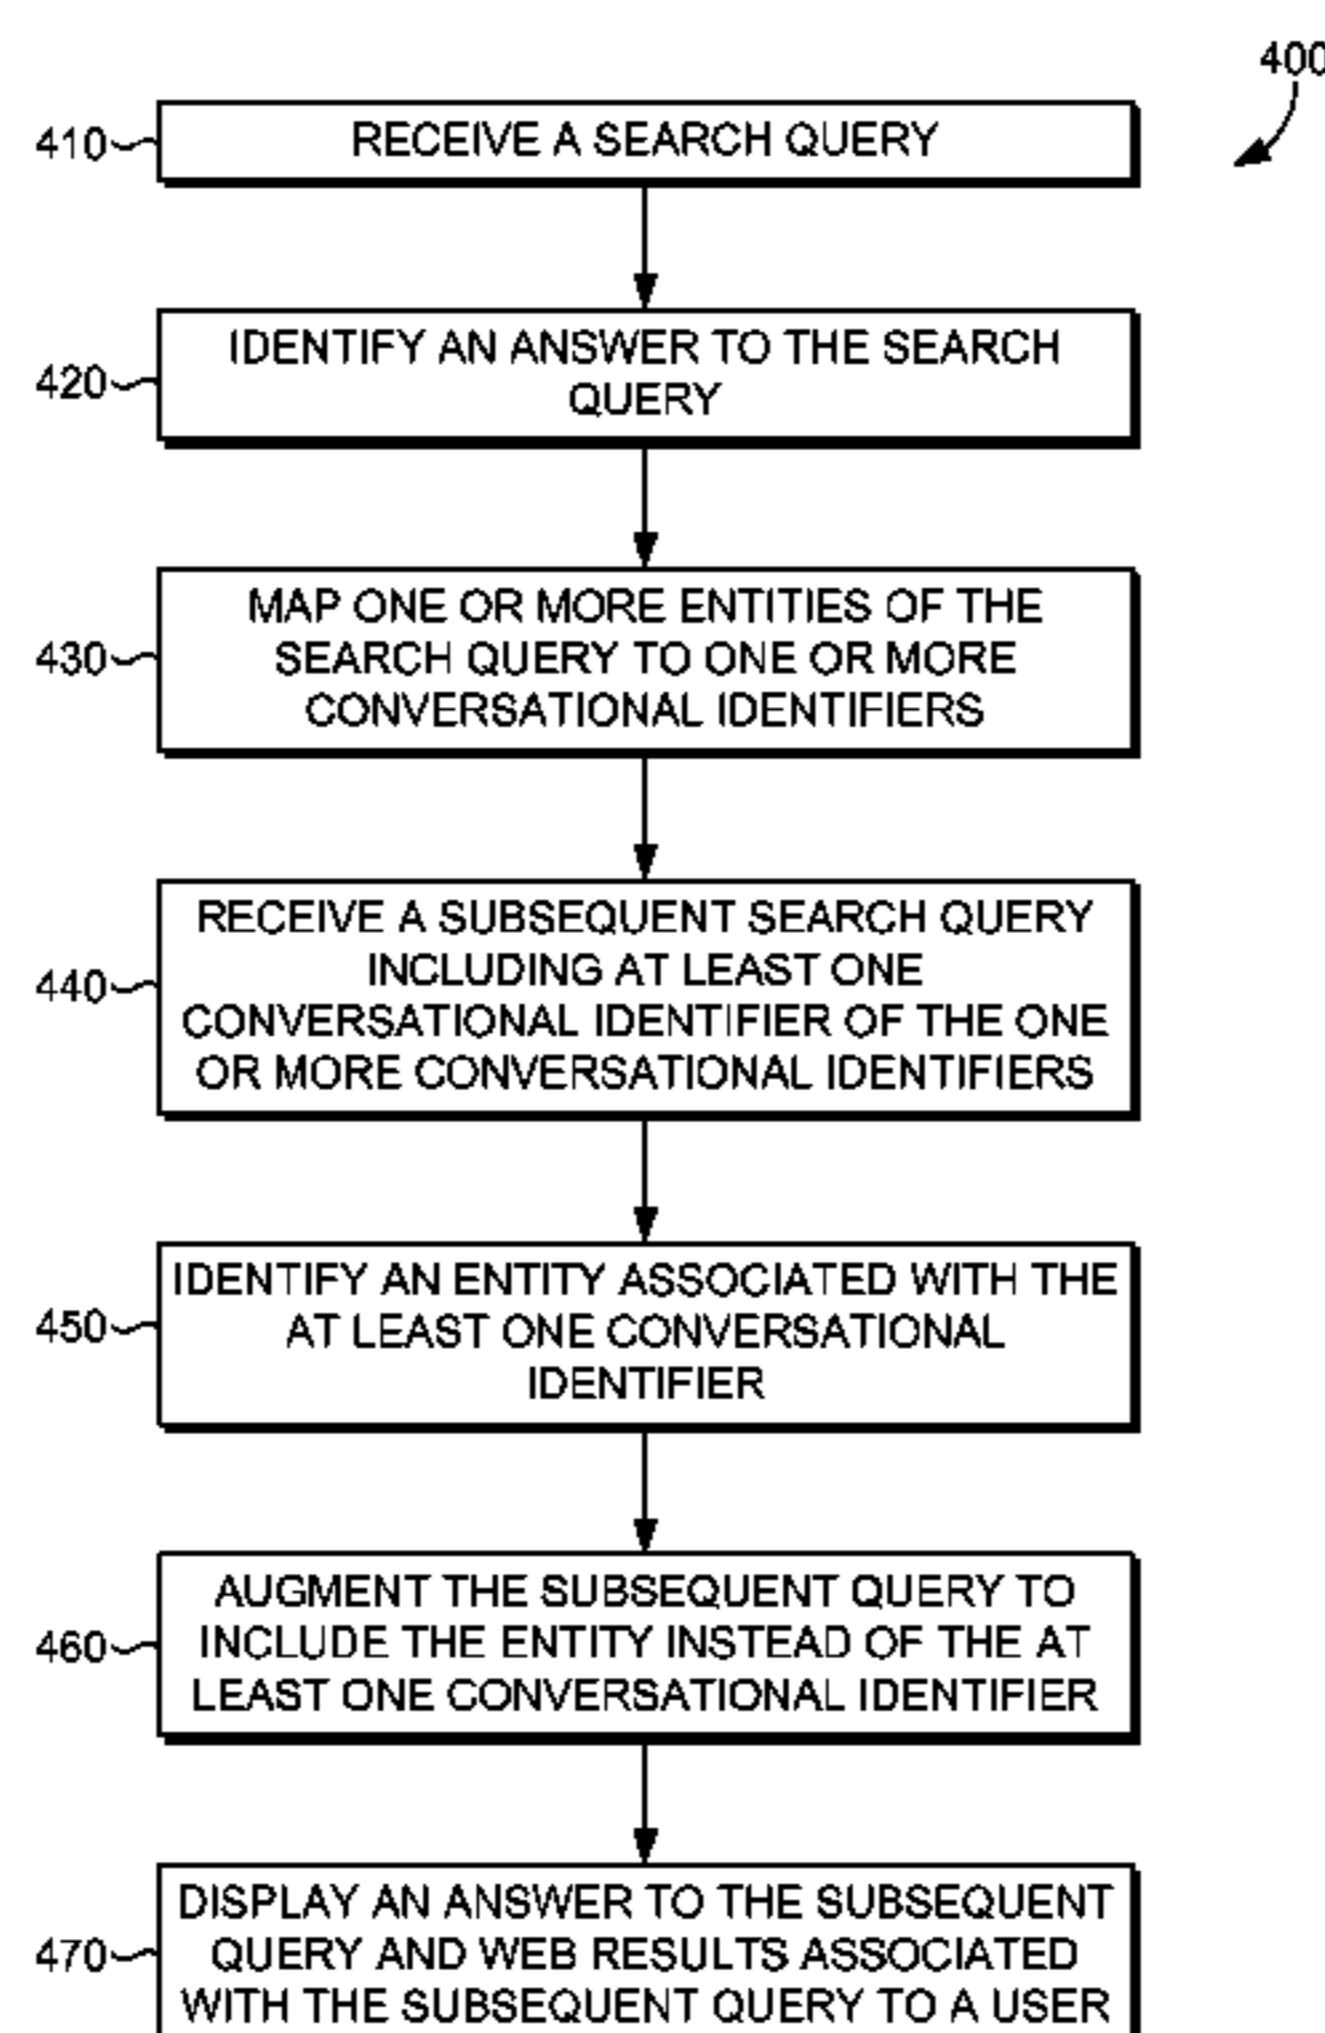 400
410
RECEIVE A SEARCH QUERY
420
IDENTIFY AN ANSWER TO THE SEARCH
QUERY
430
MAP ONE OR MORE ENTITIES OF THE
SEARCH QUERY TO ONE OR MORE
CONVERSATIONAL IDENTIFIERS
440
RECEIVE A SUBSEQUENT SEARCH QUERY
INCLUDING AT LEAST ONE
CONVERSATIONAL IDENTIFIER OF THE ONE
OR MORE CONVERSATIONAL IDENTIFIERS
450
IDENTIFY AN ENTITY ASSOCIATED WITH THE
AT LEAST ONE CONVERSATIONAL
IDENTIFIER
460
AUGMENT THE SUBSEQUENT QUERY TO
INCLUDE THE ENTITY INSTEAD OF THE AT
LEAST ONE CONVERSATIONAL IDENTIFIER
470
DISPLAY AN ANSWER TO THE SUBSEQUENT
QUERY AND WEB RESULTS ASSOCIATED
WITH THE SUBSEQUENT QUERY TO A USER